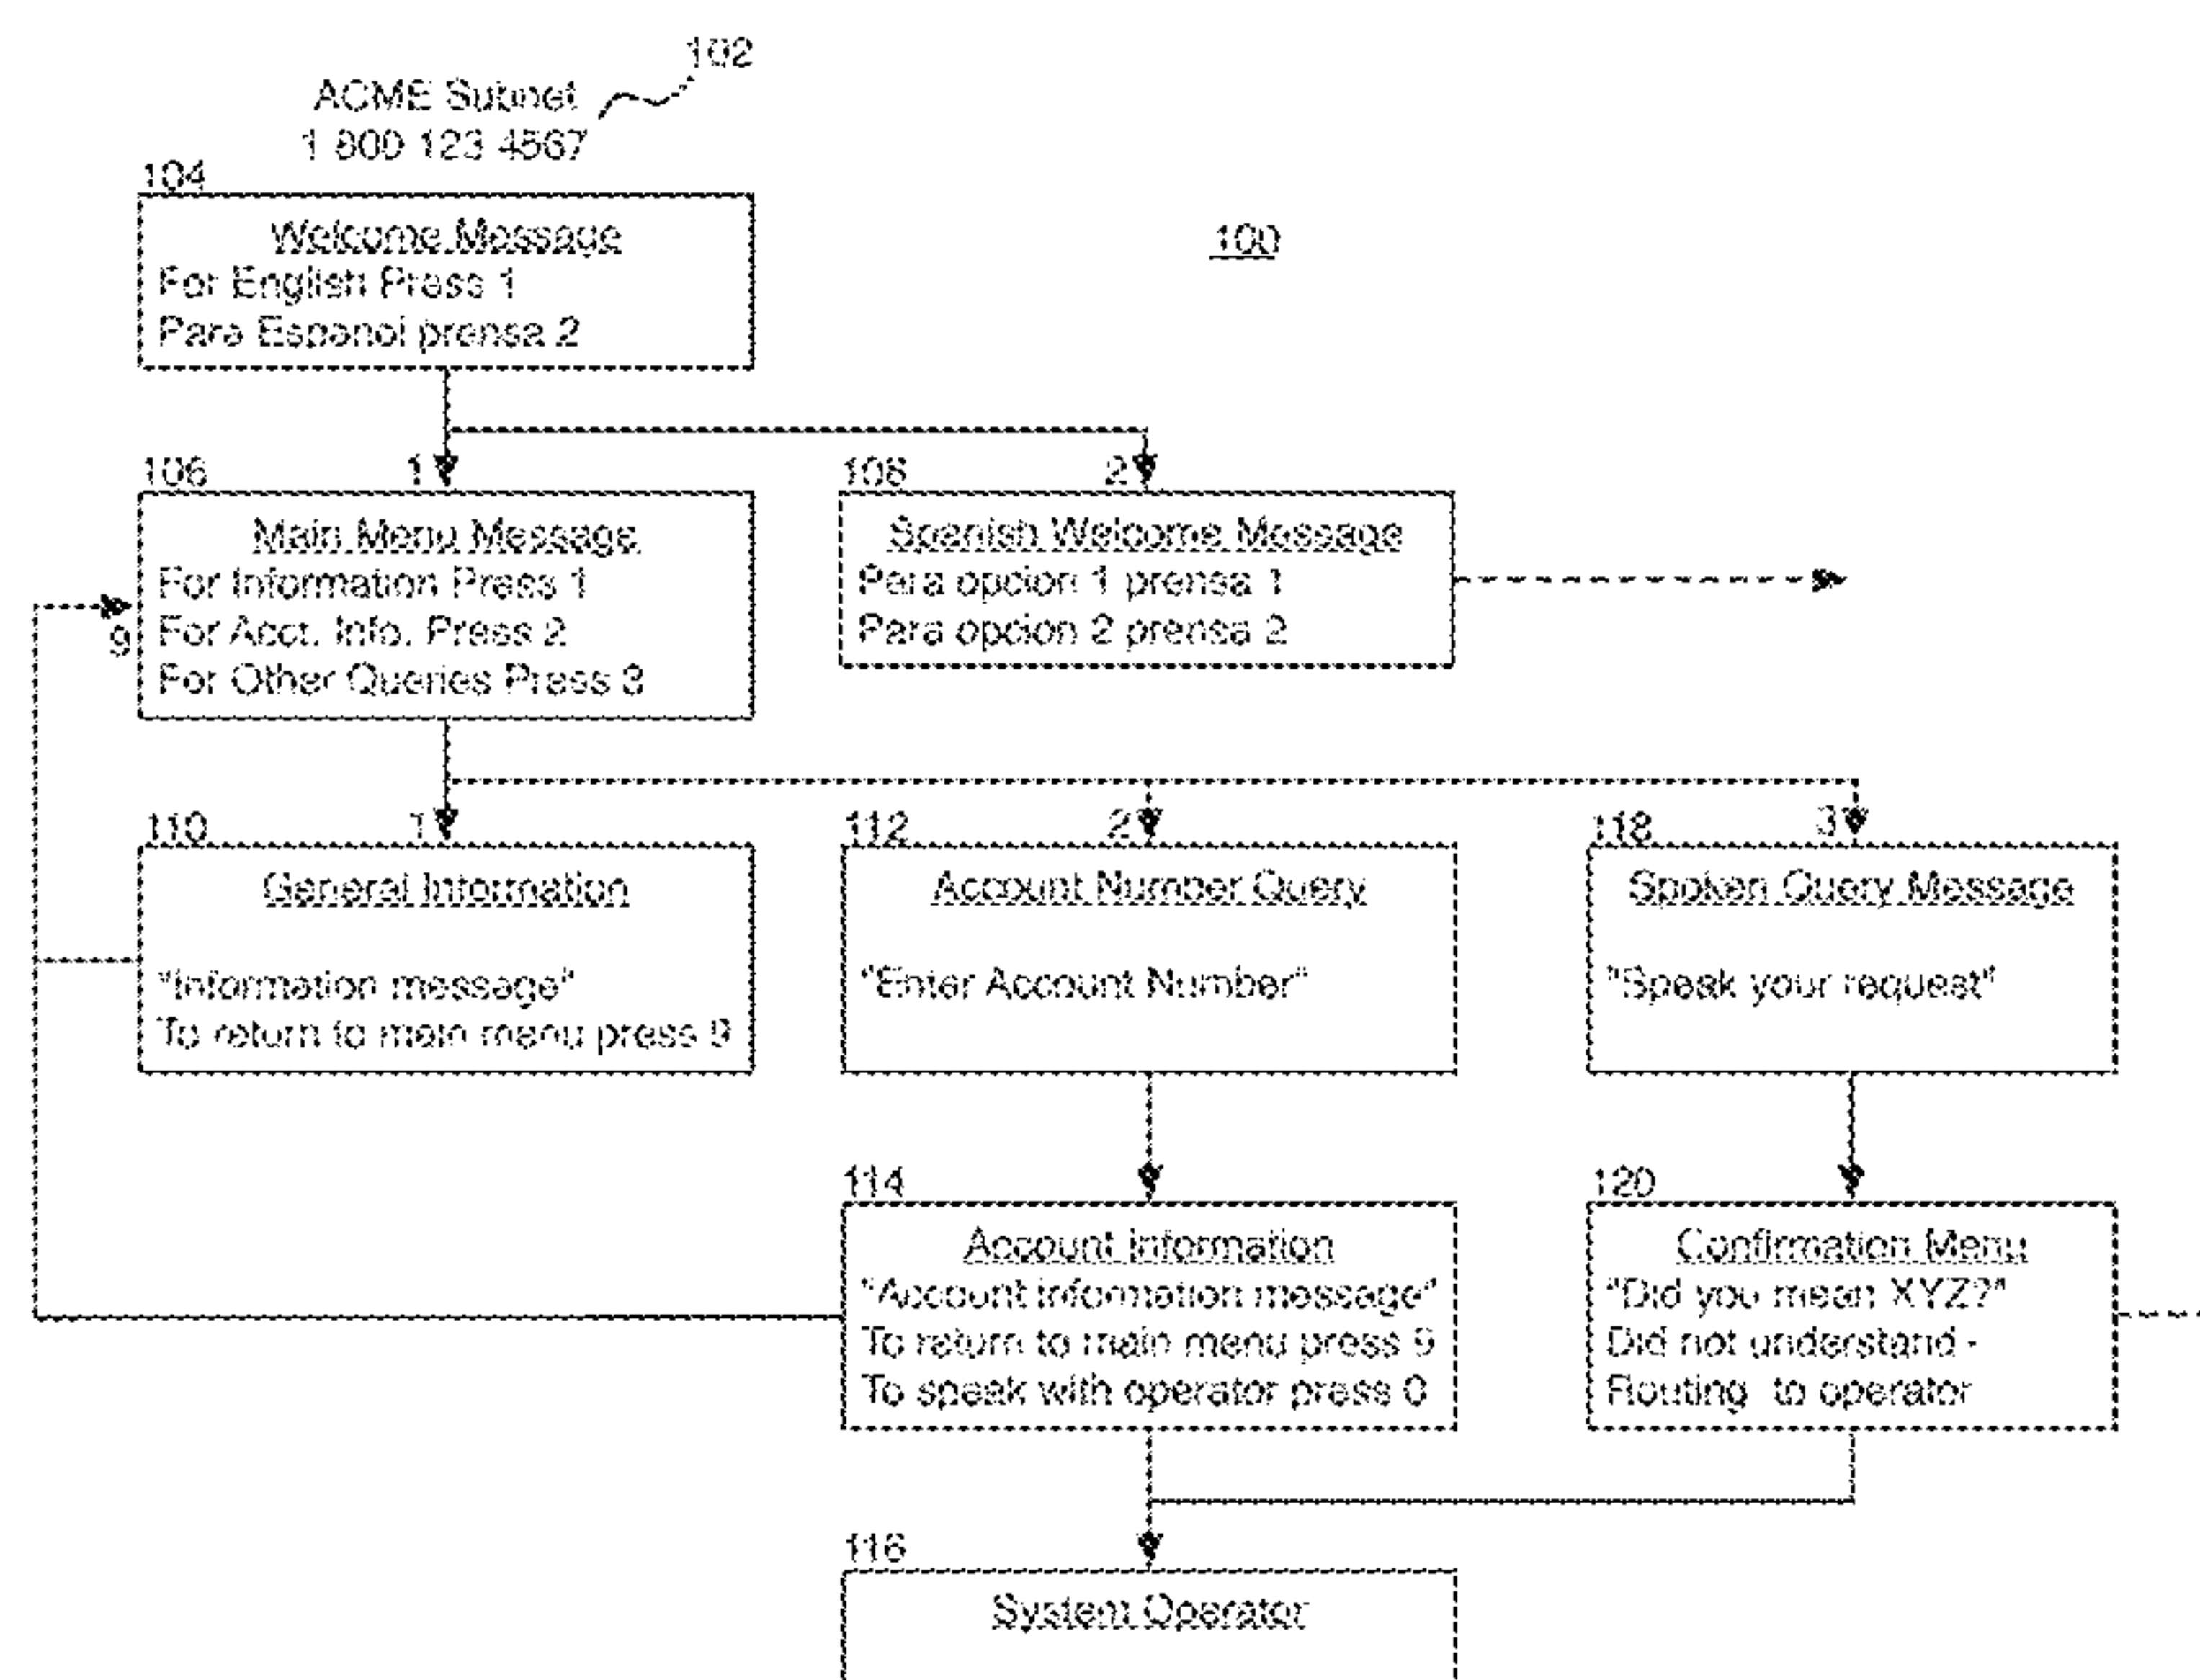 102
ACME Subnet
1 800 123 4567
104
Welcome Message
For English Press 1
Para Espanol prensa 2
100
106
1
Main Menu Message
For Information Press 1
For Acct. Info. Press 2
For Other Queries Press 3
9
108
2
Spanish Welcome Message
Para opcion 1 prensa 1
Para opcion 2 prensa 2
110
1
General Information
"Information message"
To return to main menu press 9
112
2
Account Number Query
"Enter Account Number"
118
3
Spoken Query Message
"Speak your request"
114
Account Information
"Account information message"
To return to main menu press 9
To speak with operator press 0
120
Confirmation Menu
"Did you mean XYZ?"
Did not understand -
Routing to operator
116
System Operator